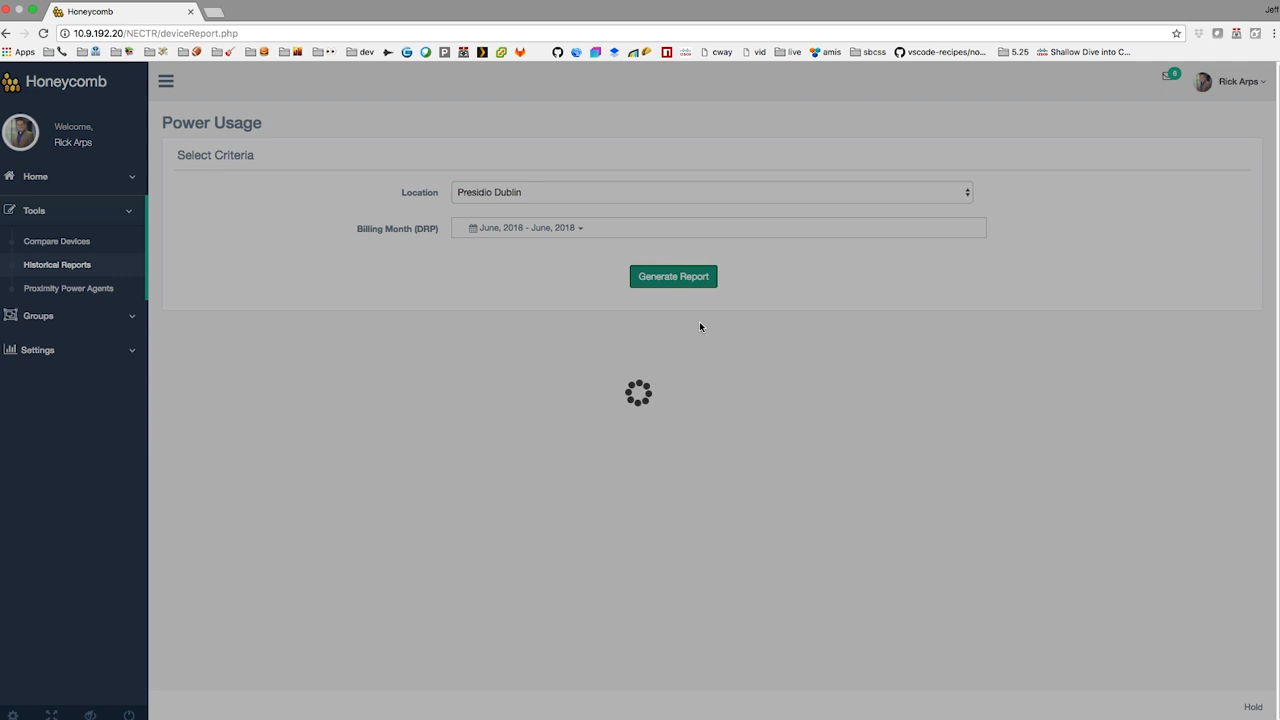 Honeycomb
Jeff
10.9.192.20/NECTR/deviceReport.php
Apps
dev
cway
vid
live
amis
sbcss
vscode-recipes/no...
5.25
Shallow Dive into C...
Honeycomb
6
Rick Arps
Welcome,
Rick Arps
Home
Tools
Compare Devices
Historical Reports
Proximity Power Agents
Groups
Settings
Power Usage
Select Criteria
Location
Presidio Dublin
Billing Month (DRP)
June, 2018 - June, 2018
Generate Report
Hold